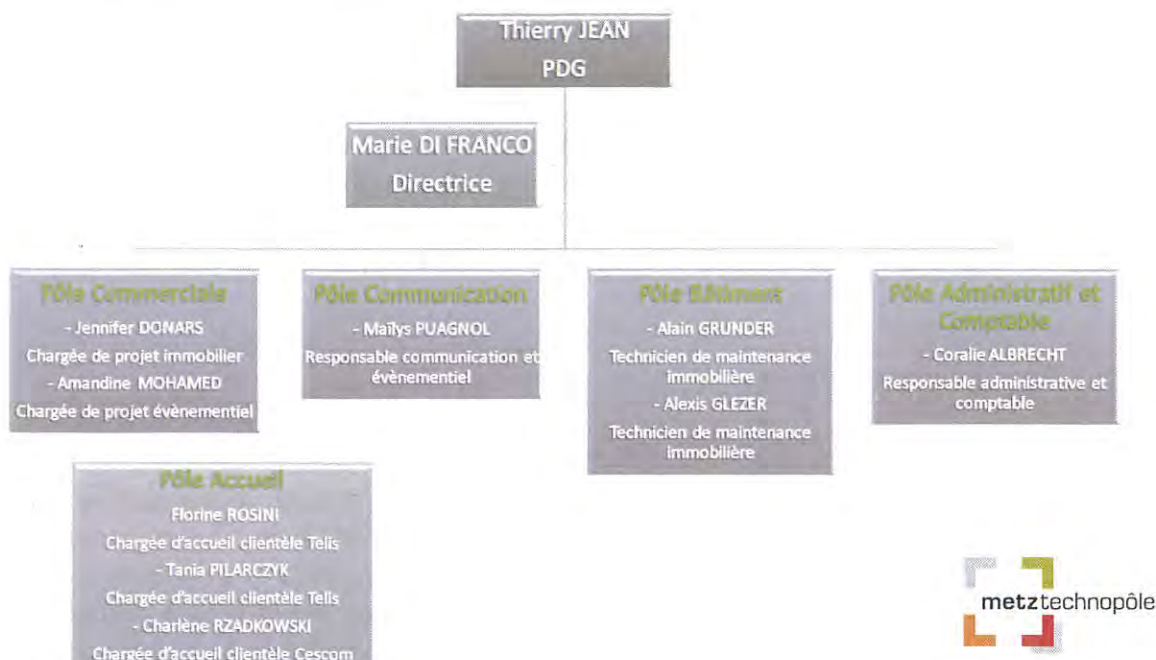 Thierry JEAN
PDG
Marie DI FRANCO
Directrice
Pôle Commerciale
- Jennifer DONARS
Chargée de projet immobilier
- Amandine MOHAMED
Chargée de projet évènementiel
Pôle Communication
- Maïlys PUAGNOL
Responsable communication et
évènementiel
Pôle Bâtiment
- Alain GRUNDER
Technicien de maintenance
immobilière
- Alexis GLEZER
Technicien de maintenance
immobilière
Pôle Administratif et
Comptable
- Coralie ALBRECHT
Responsable administrative et
comptable
Pôle Accueil
Florine ROSINI
Chargée d'accueil clientèle Telis
- Tania PILARCZYK
Chargée d'accueil clientèle Telis
- Charlène RZADKOWSKI
Chargée d'accueil clientèle Cescom
metztechnopôle